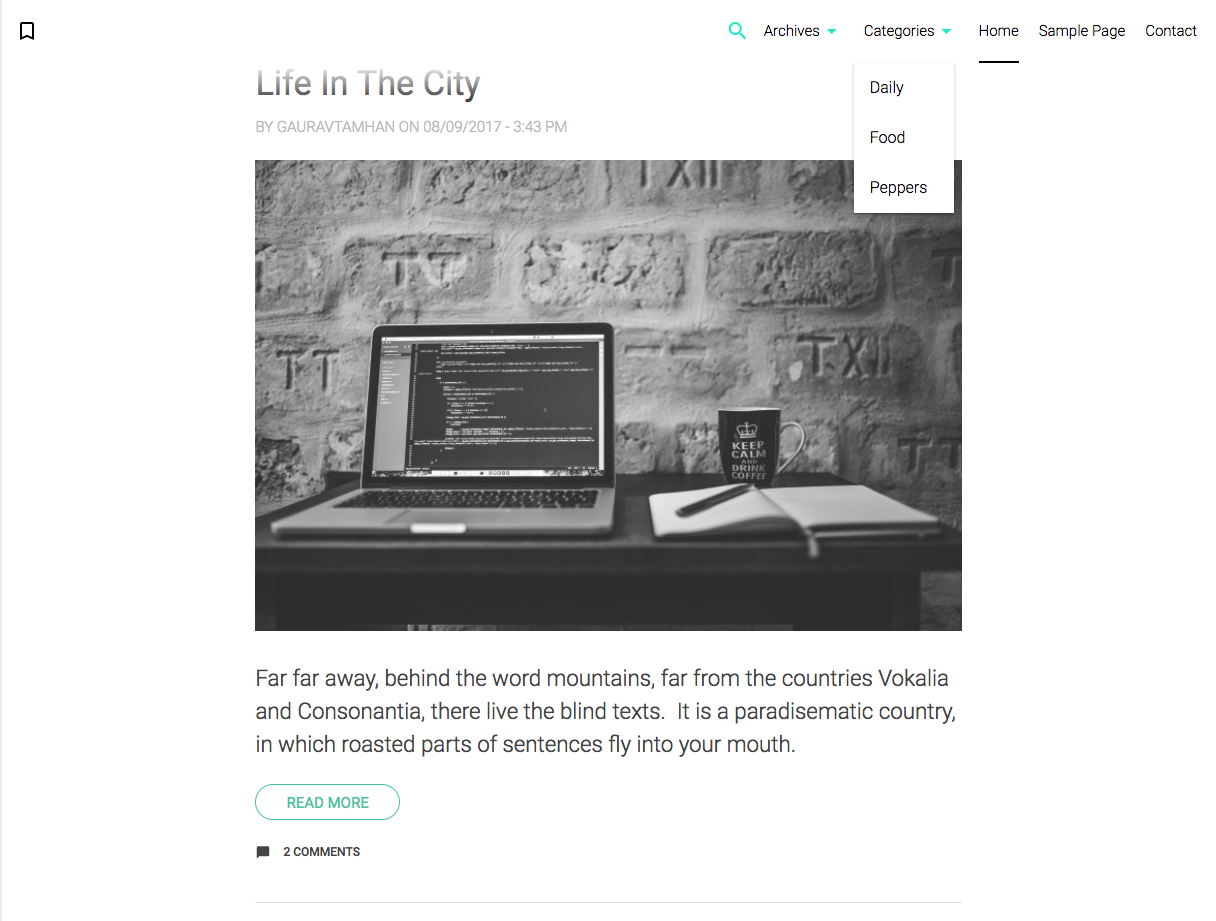 Archives Categories Home Sample Page Contact
Daily
Food
Peppers
Life In The City
BY GAURAVTAMHAN ON 08/09/2017 - 3:43 PM
TXII
TT
TT
TXII
KEEP
CALM
AND
DRINK
COFFEE
Far far away, behind the word mountains, far from the countries Vokalia
and Consonantia, there live the blind texts.  It is a paradisematic country,
in which roasted parts of sentences fly into your mouth.
READ MORE
2 COMMENTS